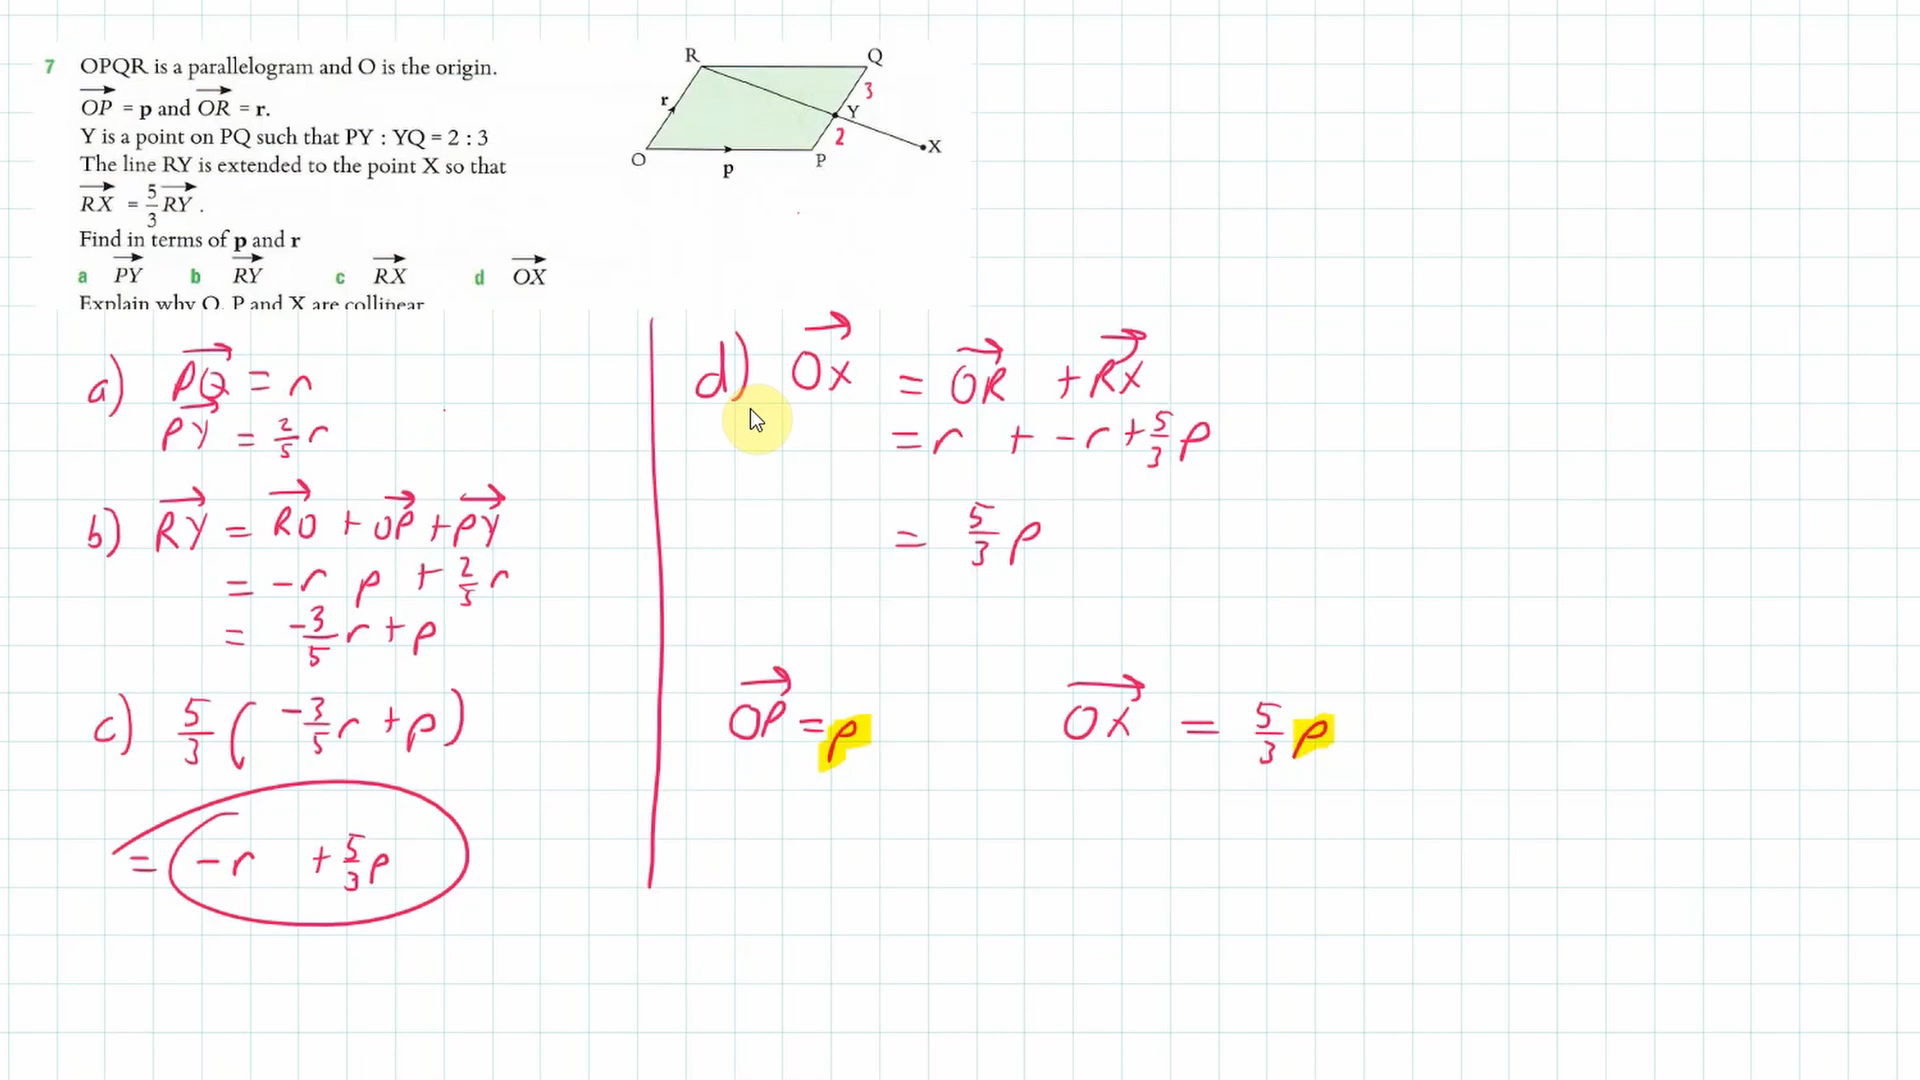 7 OPQR is a parallelogram and O is the origin.
OP = p and OR = r.
Y is a point on PQ such that PY : YQ = 2 : 3
The line RY is extended to the point X so that
RX = 5/3 RY .
Find in terms of p and r
a PY b RY c RX d OX
Explain why O, P and X are collinear
R
Q
3
r
Y
2
X
O
P
p
a) PQ = r
PY = 2/5 r
b) RY = RO + OP + PY
= -r p + 2/5 r
= -3/5 r + p
c) 5/3 ( -3/5 r + p )
= -r + 5/3 p
d) OX = OR + RX
= r + -r + 5/3 p
= 5/3 p
OP = p
OX = 5/3 p